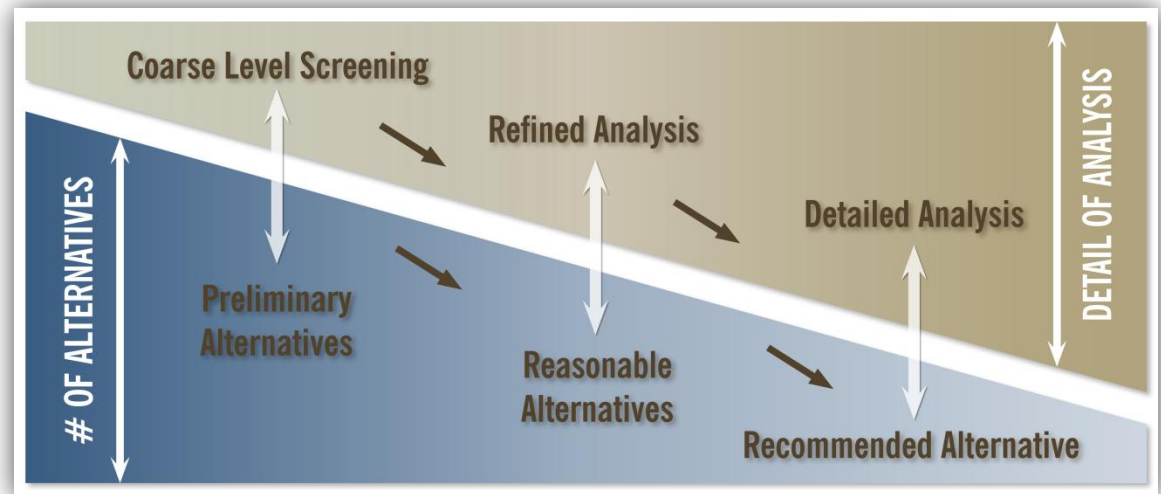 Coarse Level Screening
Refined Analysis
Detailed Analysis
DETAIL OF ANALYSIS
# OF ALTERNATIVES
Preliminary
Alternatives
Reasonable
Alternatives
Recommended Alternative